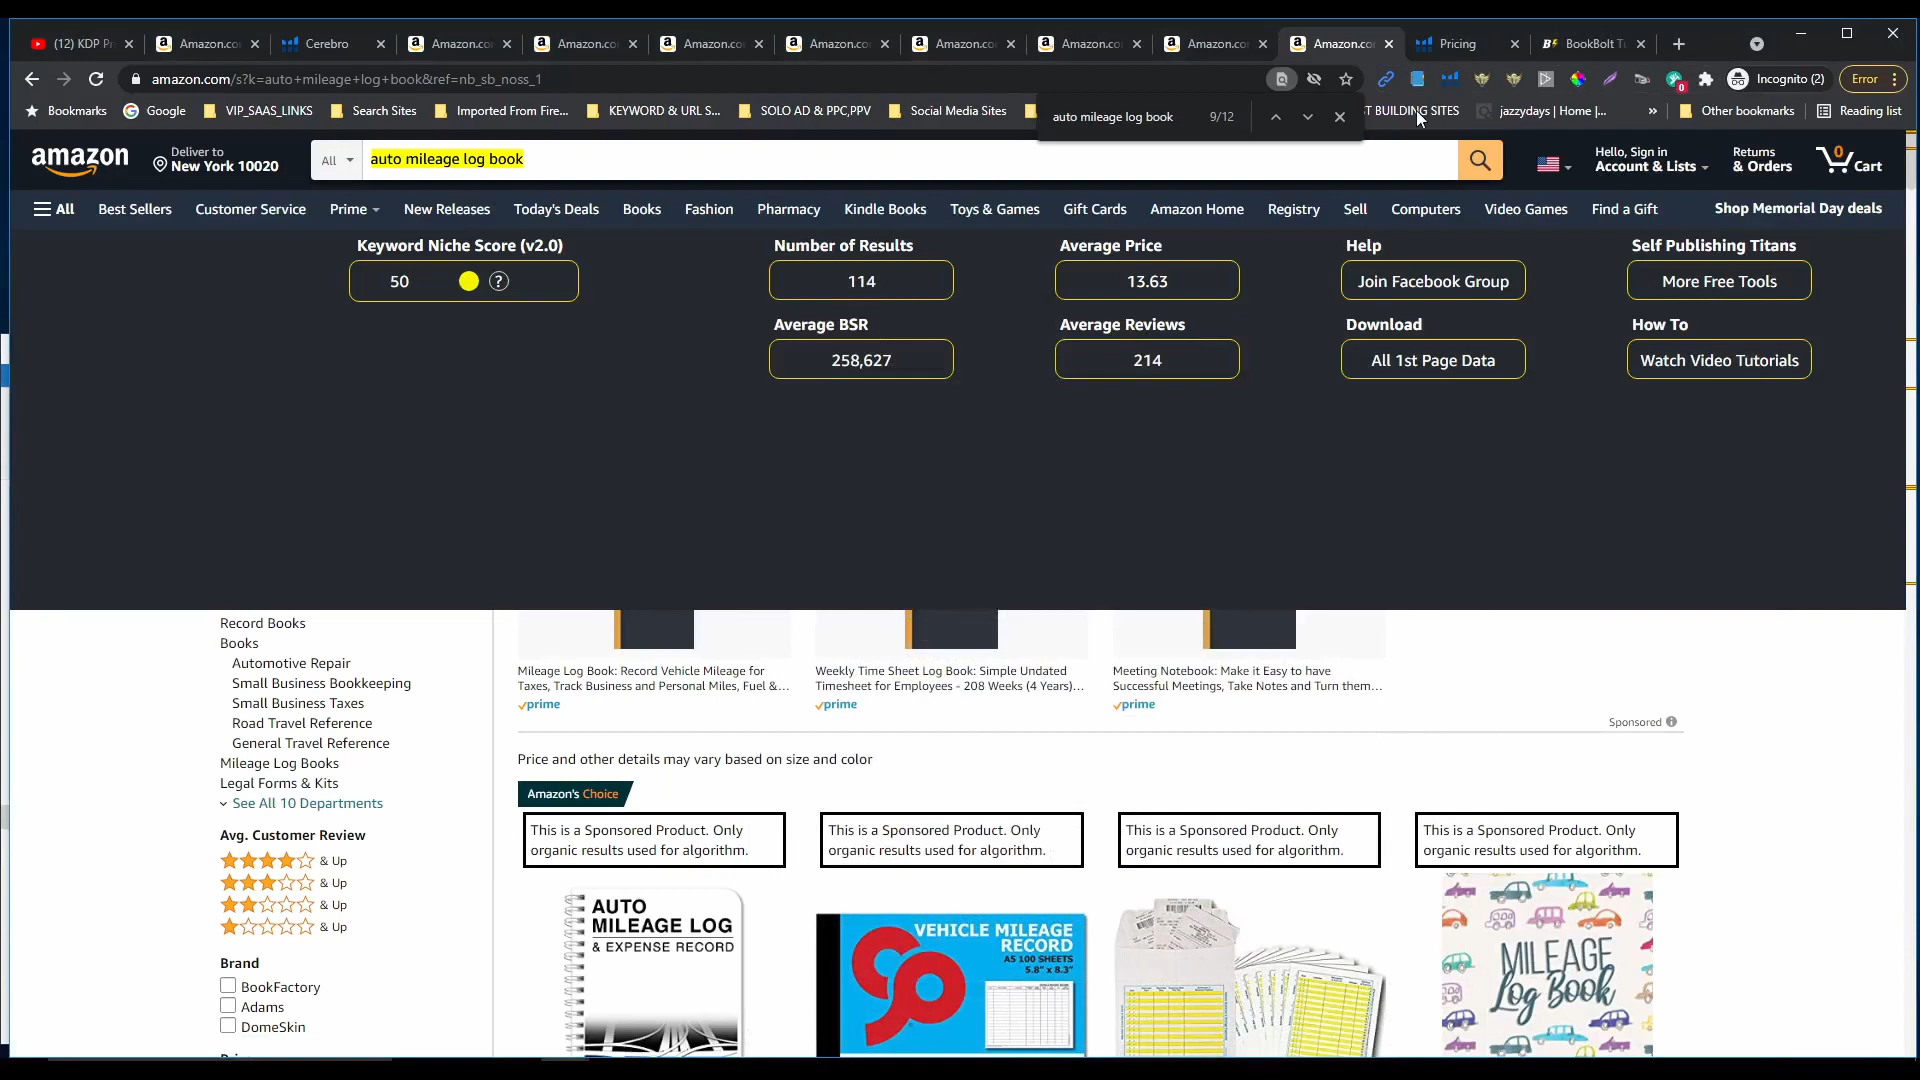 (12) KDP P
Amazon.co
Cerebro
Amazon.co
Amazon.co
Amazon.co
Amazon.co
Amazon.co
Amazon.co
Amazon.co
Amazon.co
Pricing
BookBolt T
amazon.com/s?k=auto+mileage+log+book&ref=nb_sb_noss_1
0
Incognito (2)
Error
Bookmarks
Google
VIP_SAAS_LINKS
Search Sites
Imported From Fire...
KEYWORD & URL S...
SOLO AD & PPC,PPV
Social Media Sites
ST BUILDING SITES
jazzydays | Home |...
Other bookmarks
Reading list
auto mileage log book 9/12
amazon
Deliver to
New York 10020
All
auto mileage log book
Hello, Sign in
Account & Lists
Returns
& Orders
0
Cart
All
Best Sellers
Customer Service
Prime
New Releases
Today's Deals
Books
Fashion
Pharmacy
Kindle Books
Toys & Games
Gift Cards
Amazon Home
Registry
Sell
Computers
Video Games
Find a Gift
Shop Memorial Day deals
Keyword Niche Score (v2.0)
50 ?
Number of Results
114
Average Price
13.63
Help
Join Facebook Group
Self Publishing Titans
More Free Tools
Average BSR
258,627
Average Reviews
214
Download
All 1st Page Data
How To
Watch Video Tutorials
Record Books
Books
Automotive Repair
Small Business Bookkeeping
Small Business Taxes
Road Travel Reference
General Travel Reference
Mileage Log Books
Legal Forms & Kits
See All 10 Departments
Avg. Customer Review
& Up
& Up
& Up
& Up
Brand
BookFactory
Adams
DomeSkin
Mileage Log Book: Record Vehicle Mileage for
Taxes, Track Business and Personal Miles, Fuel &...
prime
Weekly Time Sheet Log Book: Simple Undated
Timesheet for Employees - 208 Weeks (4 Years)...
prime
Meeting Notebook: Make it Easy to have
Successful Meetings, Take Notes and Turn them...
prime
Sponsored
Price and other details may vary based on size and color
Amazon's Choice
This is a Sponsored Product. Only
organic results used for algorithm.
This is a Sponsored Product. Only
organic results used for algorithm.
This is a Sponsored Product. Only
organic results used for algorithm.
This is a Sponsored Product. Only
organic results used for algorithm.
AUTO
MILEAGE LOG
& EXPENSE RECORD
VEHICLE MILEAGE
RECORD
A5 100 SHEETS
5.8" x 8.3"
MILEAGE
Log Book